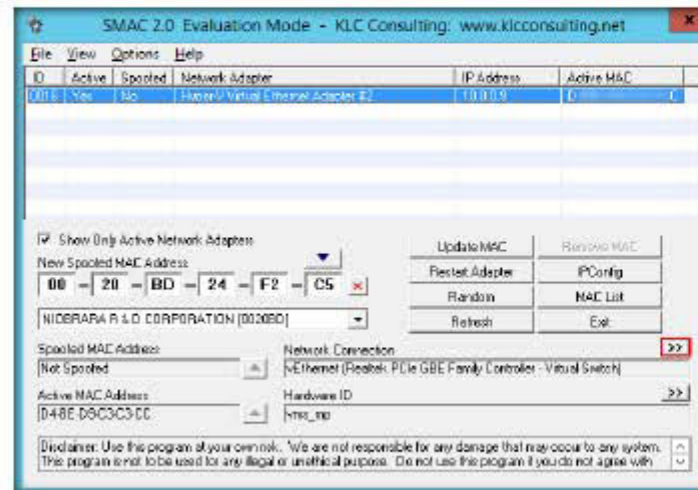 SMAC 2.0 Evaluation Mode - KLC Consulting: www.klcconsulting.net
File View Options Help
ID Active Spoofed Network Adapter IP Address Active MAC
0016 Yes No Hyper-V Virtual Ethernet Adapter #2 10.0.0.9
Show Only Active Network Adapters
New Spoofed MAC Address
00 - 20 - BD - 24 - F2 - C5
NIOBRARA R & D CORPORATION [0020BD]
Update MAC Remove MAC
Restart Adapter IPConfig
Random MAC List
Refresh Exit
Spoofed MAC Address
Not Spoofed
Network Connection >>
vEthernet (Realtek PCIe GBE Family Controller - Virtual Switch)
Active MAC Address
Hardware ID >>
vms_mp
Disclaimer: Use this program at your own risk. We are not responsible for any damage that may occur to any system.
This program is not to be used for any illegal or unethical purpose. Do not use this program if you do not agree with